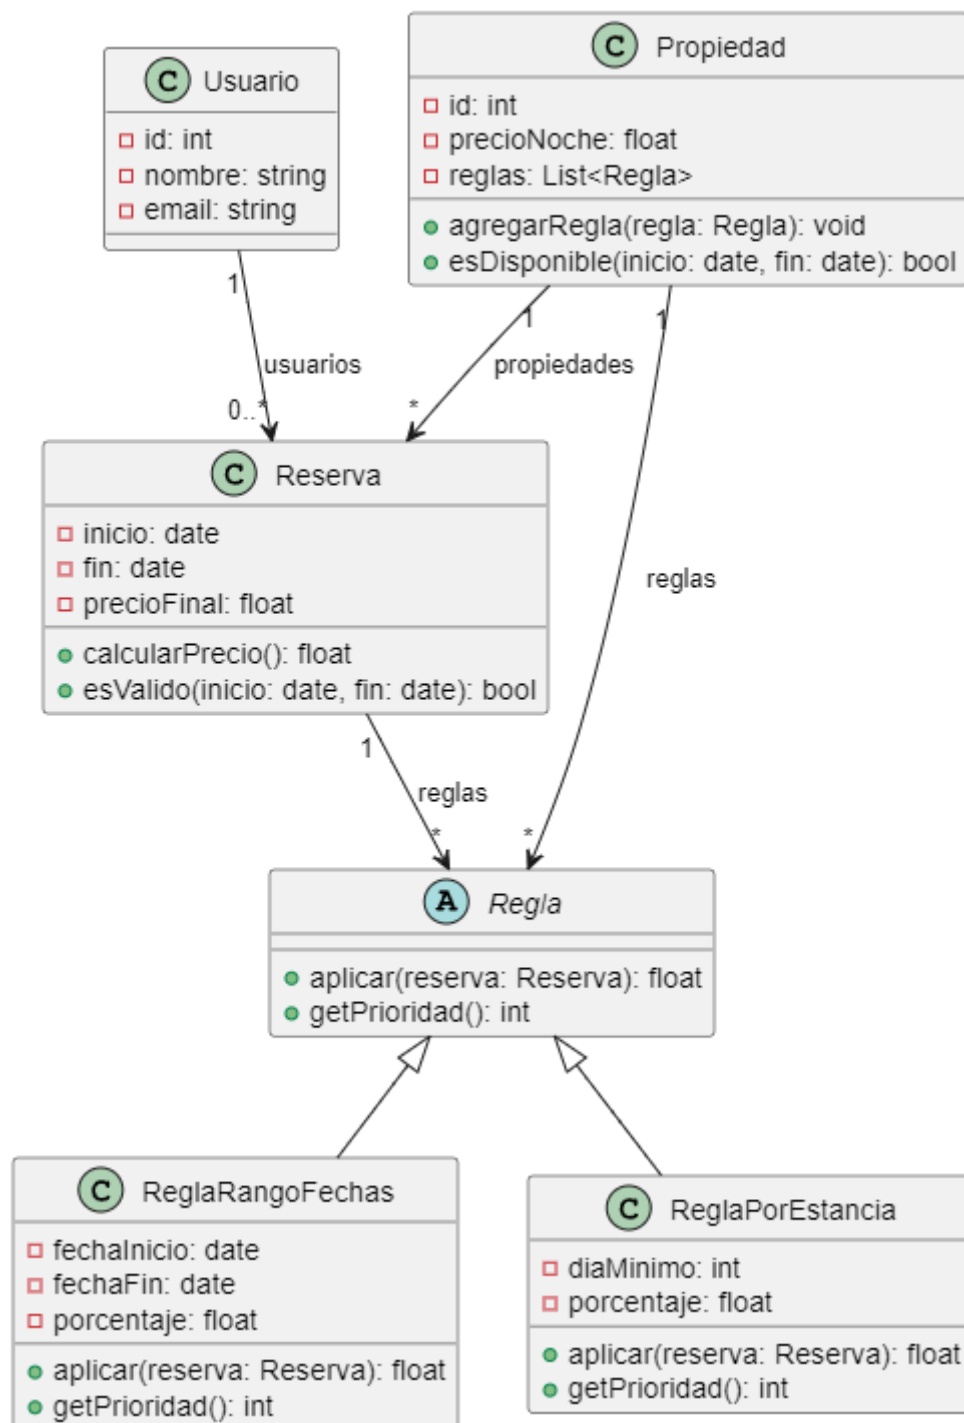 C Usuario
id: int
nombre: string
email: string
C Propiedad
id: int
precioNoche: float
reglas: List<Regla>
agregarRegla(regla: Regla): void
esDisponible(inicio: date, fin: date): bool
1
usuarios
0..*
1
propiedades
*
1
reglas
*
C Reserva
inicio: date
fin: date
precioFinal: float
calcularPrecio(): float
esValido(inicio: date, fin: date): bool
1
reglas
*
A Regla
aplicar(reserva: Reserva): float
getPrioridad(): int
C ReglaRangoFechas
fechaInicio: date
fechaFin: date
porcentaje: float
aplicar(reserva: Reserva): float
getPrioridad(): int
C ReglaPorEstancia
diaMinimo: int
porcentaje: float
aplicar(reserva: Reserva): float
getPrioridad(): int